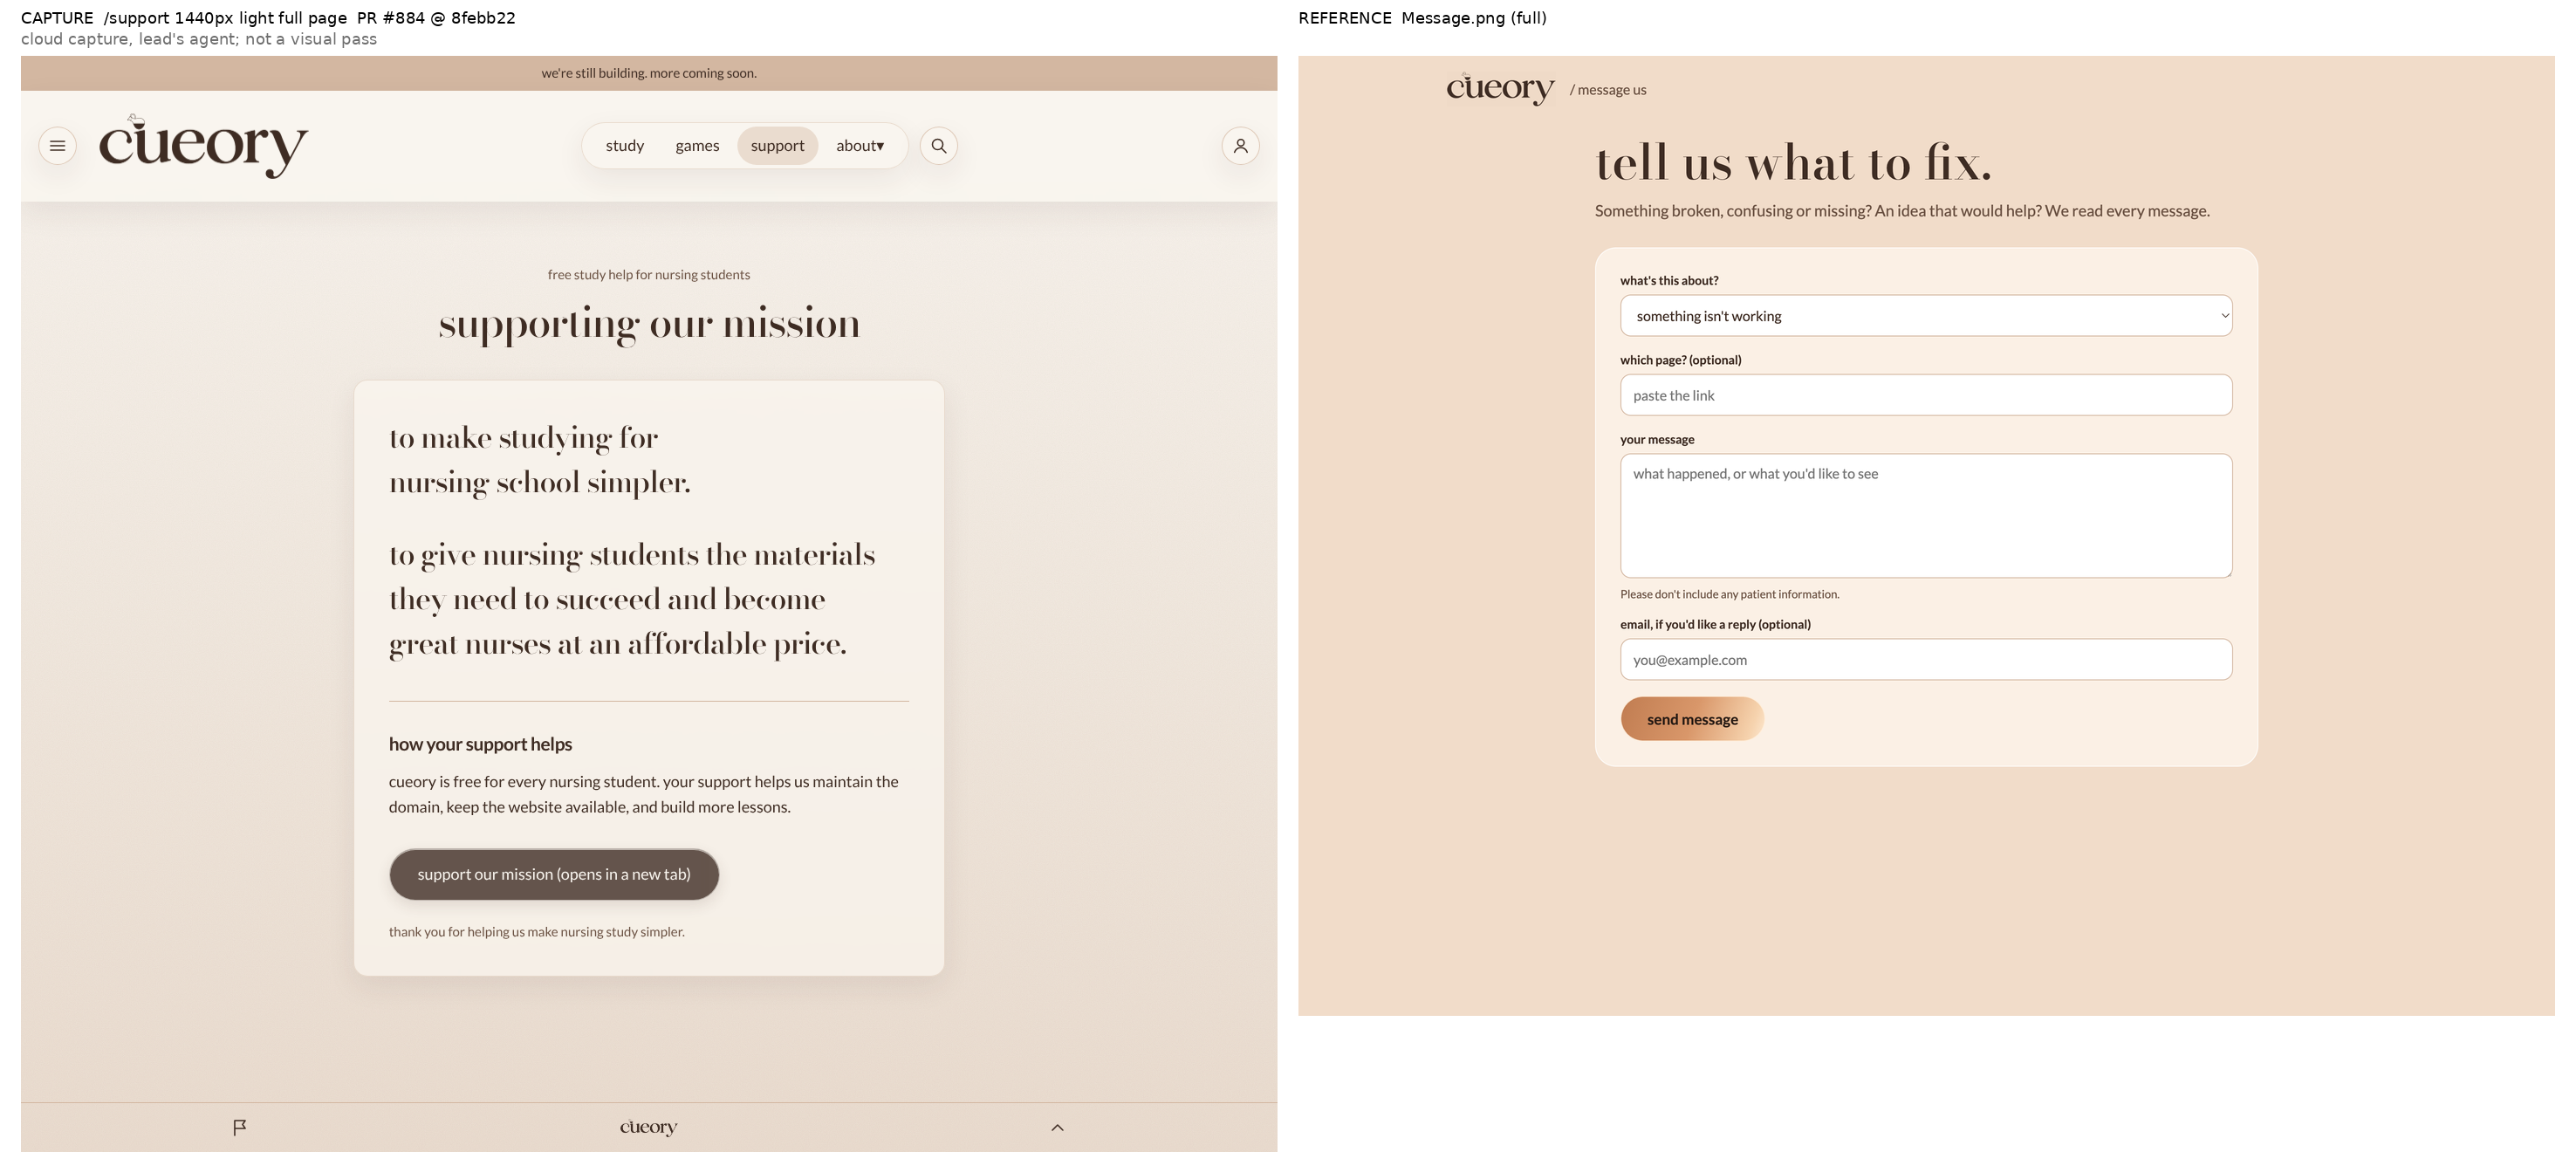 CAPTURE /support 1440px light full page PR #884 @ 8febb22
cloud capture, lead's agent; not a visual pass
we're still building. more coming soon.
cueory
study games support about▾
free study help for nursing students
supporting our mission
to make studying for
nursing school simpler.
to give nursing students the materials
they need to succeed and become
great nurses at an affordable price.
how your support helps
cueory is free for every nursing student. your support helps us maintain the
domain, keep the website available, and build more lessons.
support our mission (opens in a new tab)
thank you for helping us make nursing study simpler.
cueory
REFERENCE Message.png (full)
cueory / message us
tell us what to fix.
Something broken, confusing or missing? An idea that would help? We read every message.
what's this about?
something isn't working
which page? (optional)
paste the link
your message
what happened, or what you'd like to see
Please don't include any patient information.
email, if you'd like a reply (optional)
you@example.com
send message